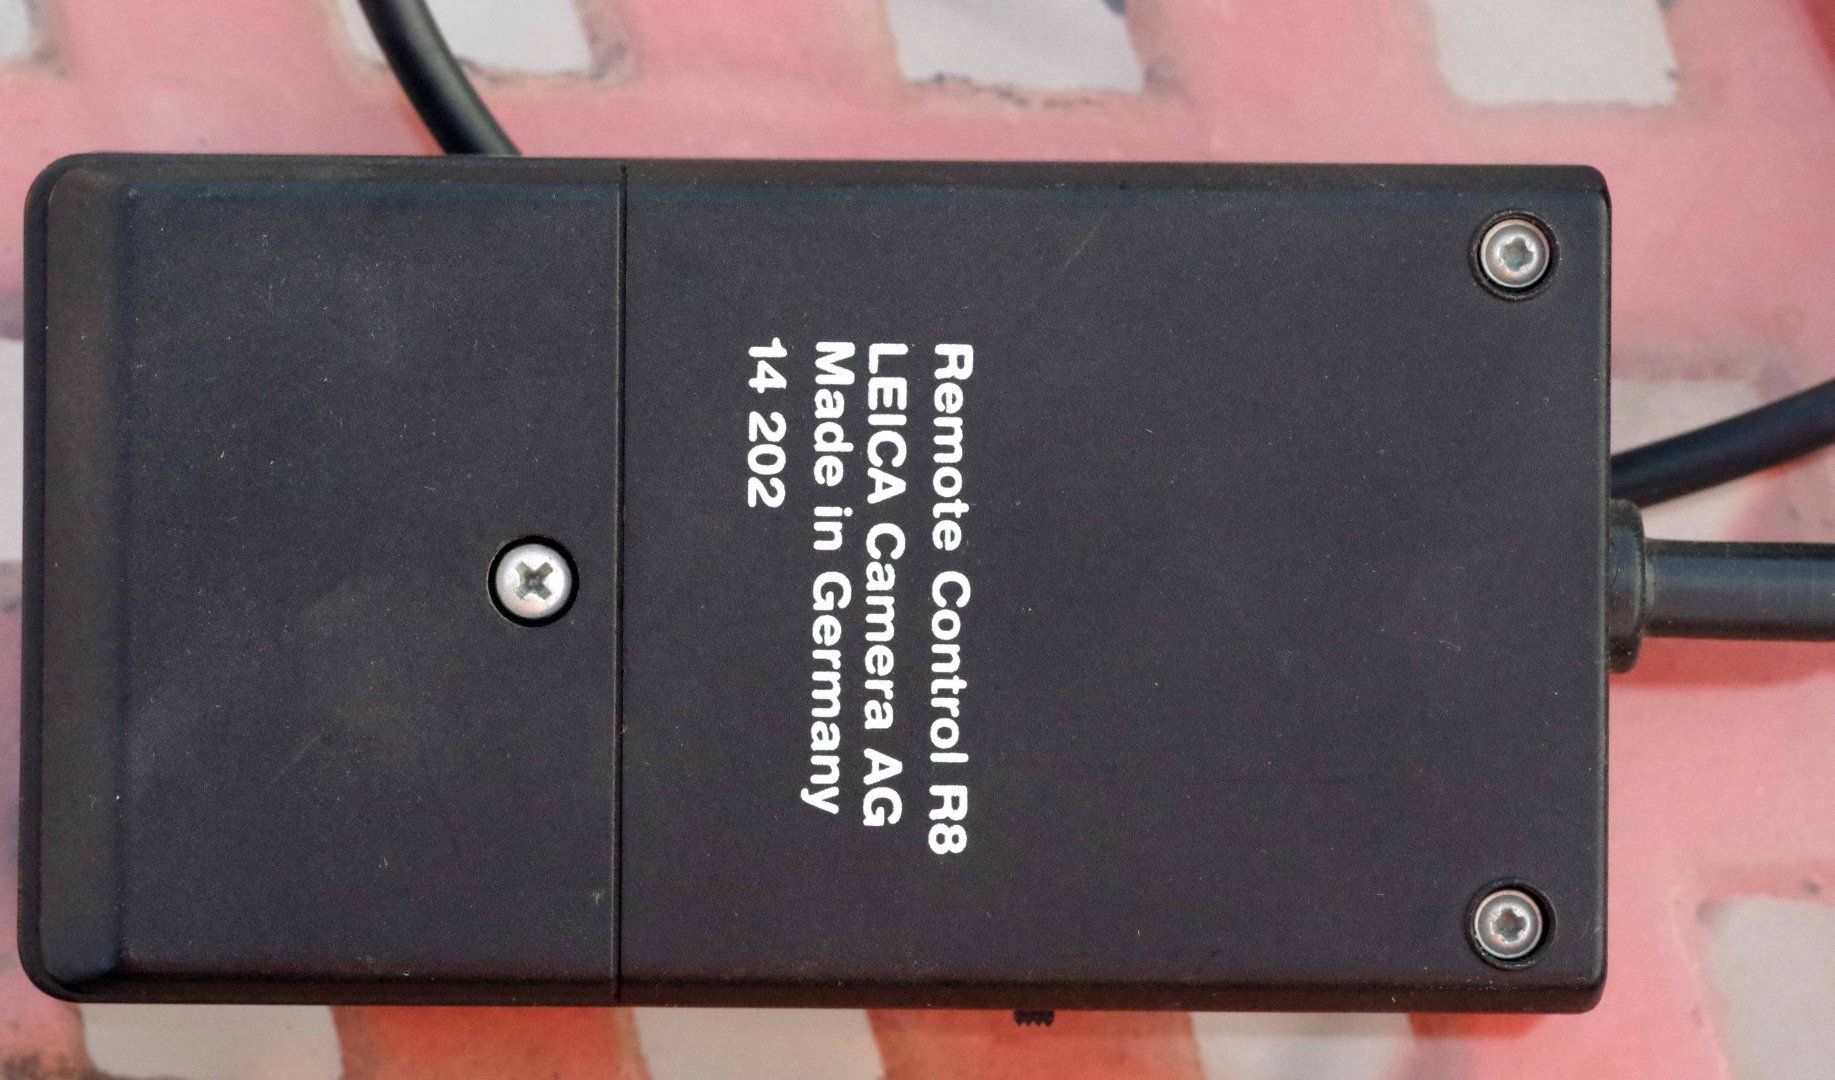 Remote Control R8
LEICA Camera AG
Made in Germany
14 202